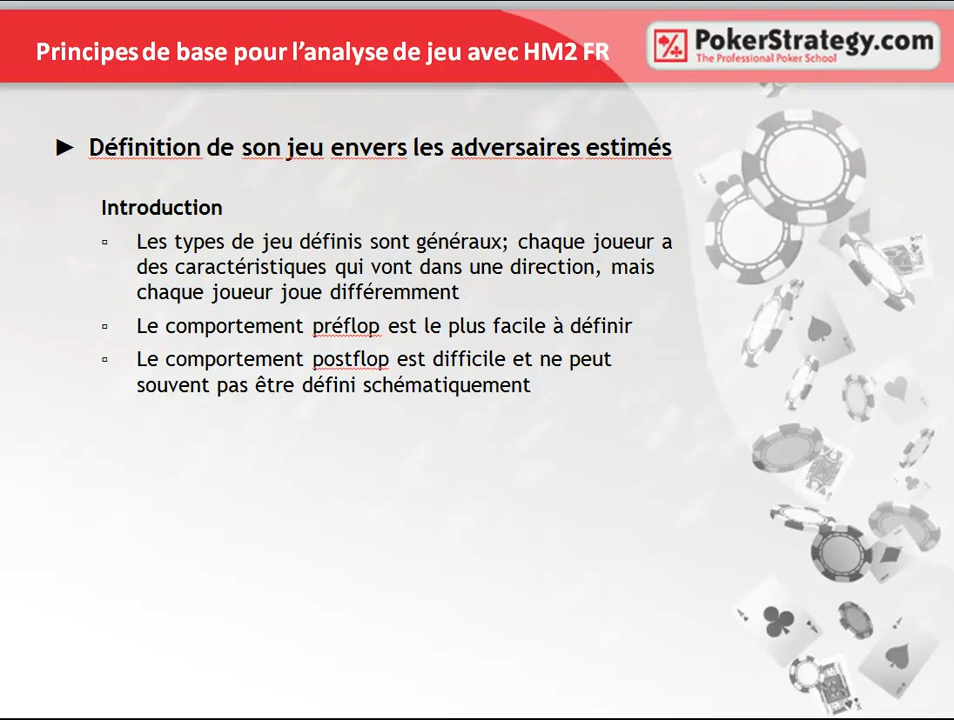 Principes de base pour l'analyse de jeu avec HM2 FR
PokerStrategy.com
The Professional Poker School
► Définition de son jeu envers les adversaires estimés
Introduction
▫ Les types de jeu définis sont généraux; chaque joueur a
des caractéristiques qui vont dans une direction, mais
chaque joueur joue différemment
▫ Le comportement préflop est le plus facile à définir
▫ Le comportement postflop est difficile et ne peut
souvent pas être défini schématiquement